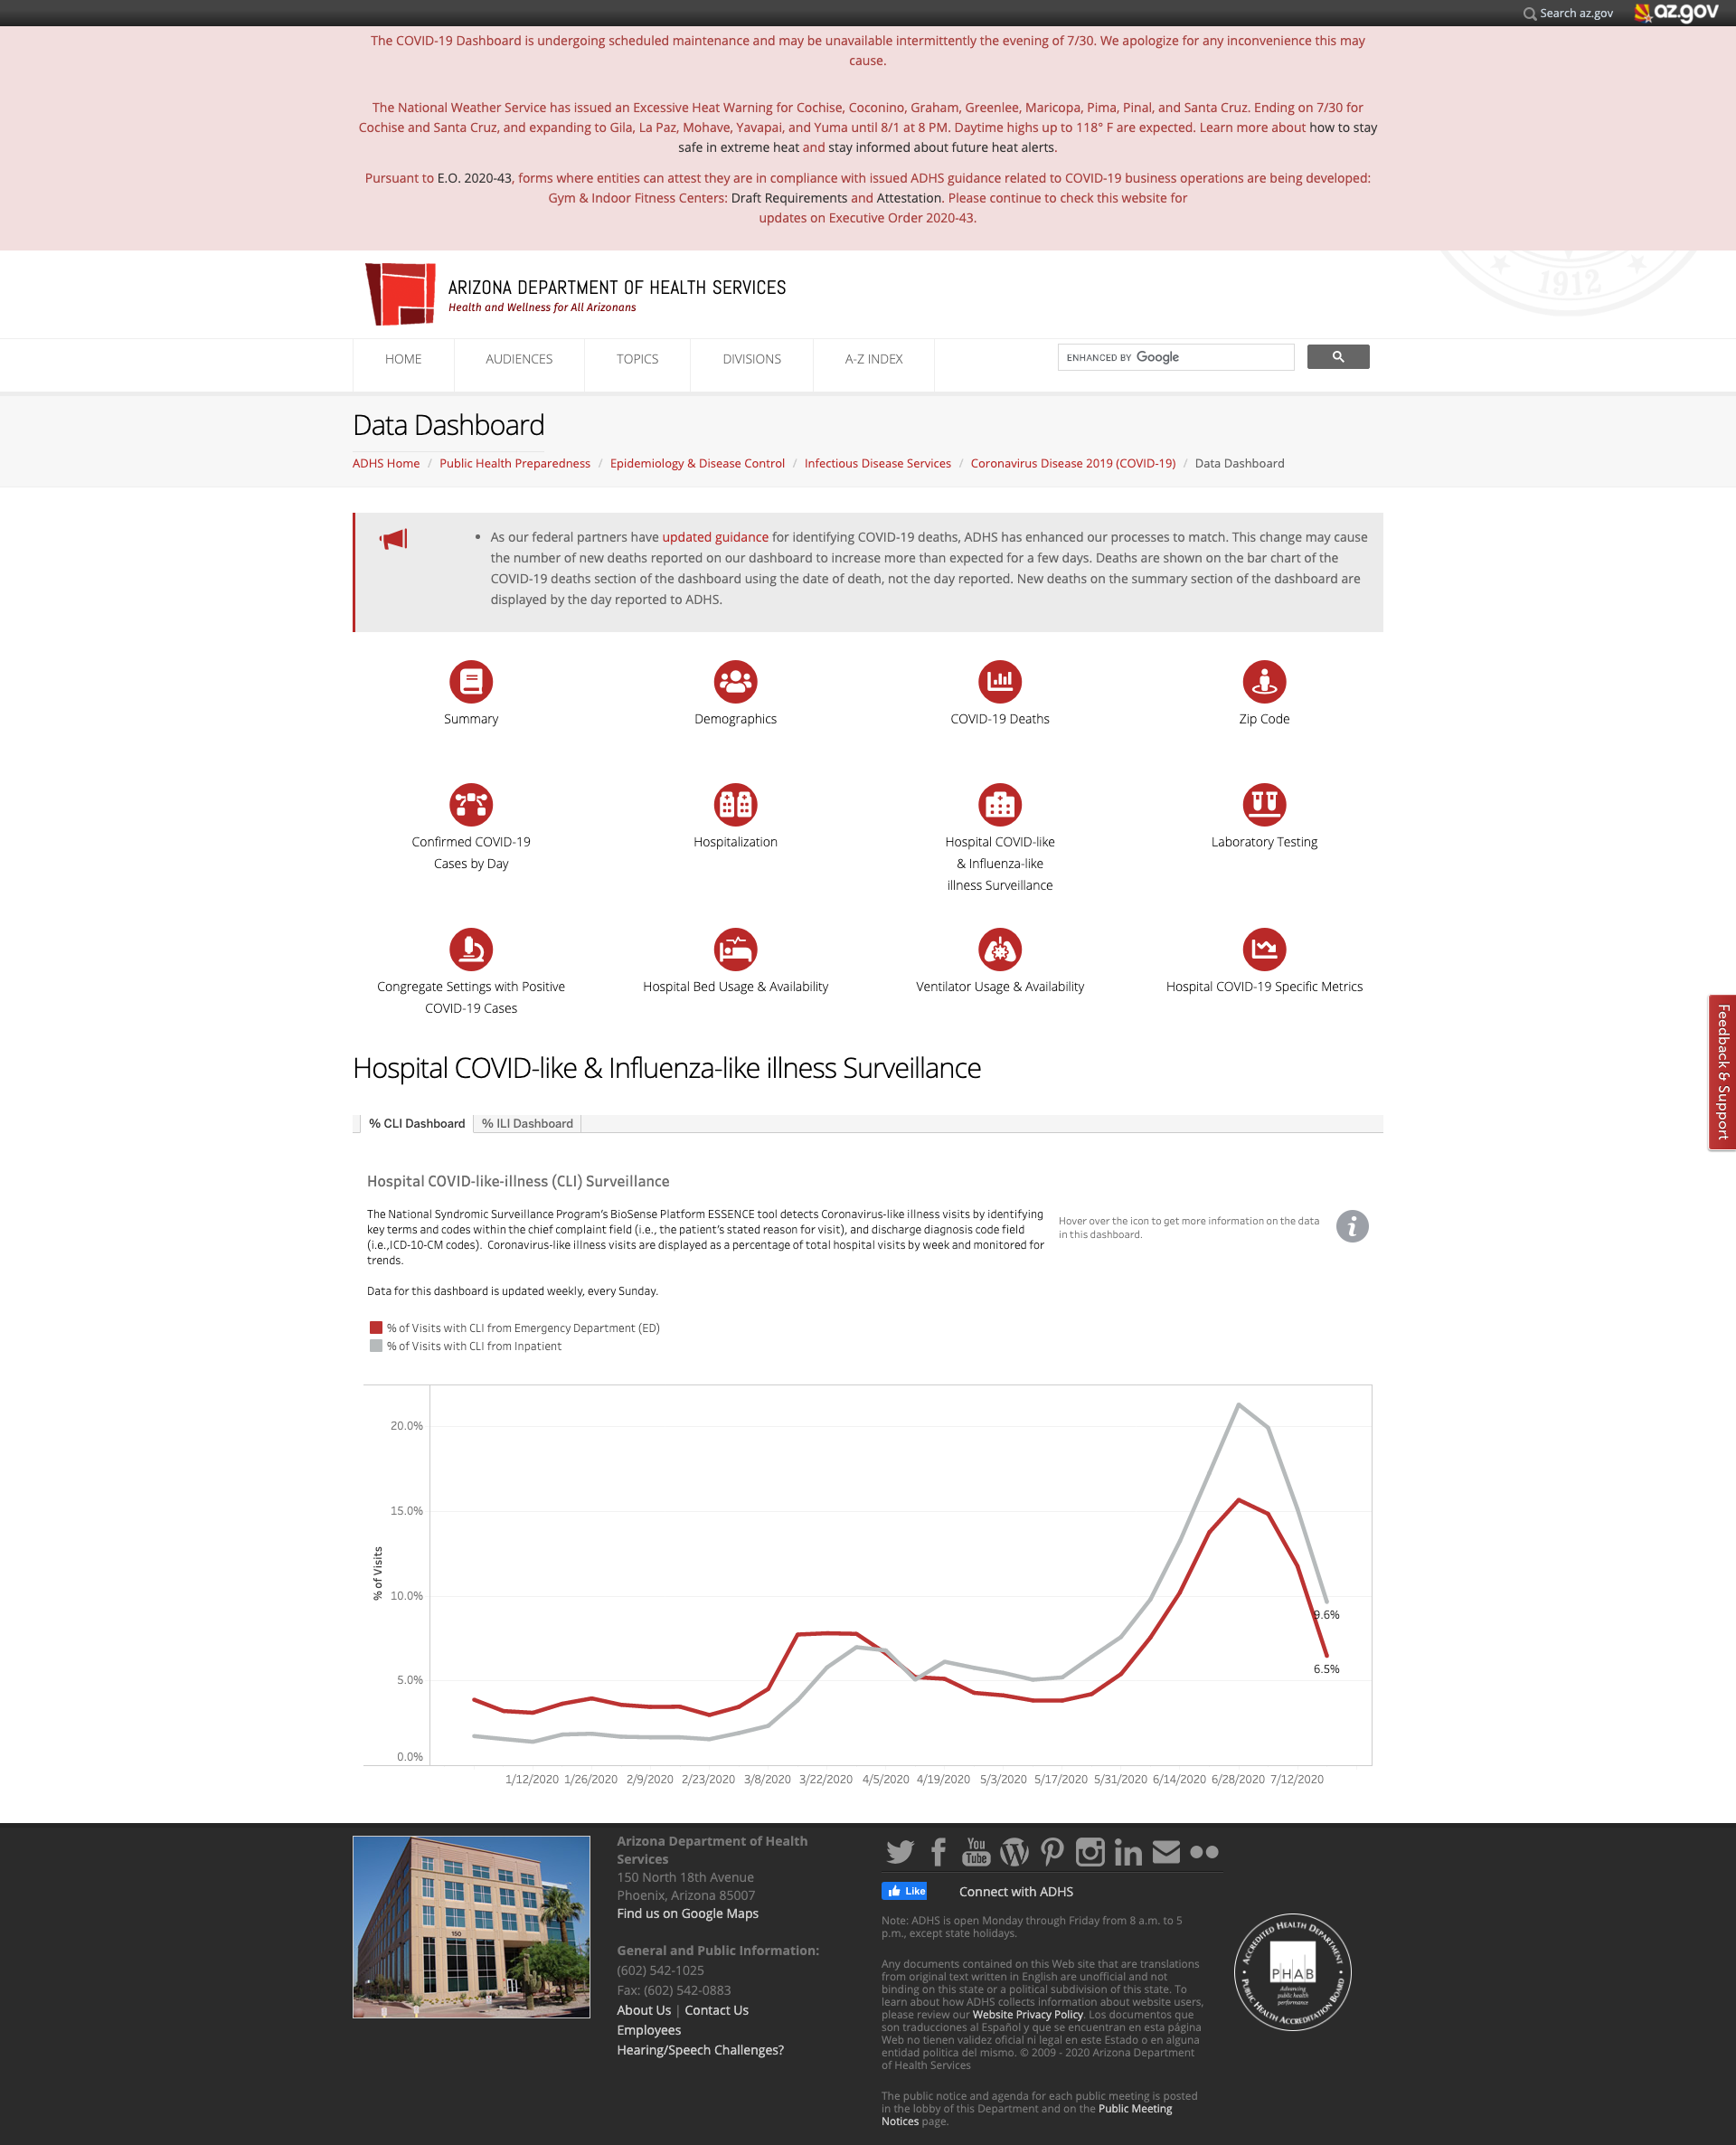 Search az.gov
az.gov
The COVID-19 Dashboard is undergoing scheduled maintenance and may be unavailable intermittently the evening of 7/30. We apologize for any inconvenience this may
cause.
The National Weather Service has issued an Excessive Heat Warning for Cochise, Coconino, Graham, Greenlee, Maricopa, Pima, Pinal, and Santa Cruz. Ending on 7/30 for
Cochise and Santa Cruz, and expanding to Gila, La Paz, Mohave, Yavapai, and Yuma until 8/1 at 8 PM. Daytime highs up to 118° F are expected. Learn more about how to stay
safe in extreme heat and stay informed about future heat alerts.
Pursuant to E.O. 2020-43, forms where entities can attest they are in compliance with issued ADHS guidance related to COVID-19 business operations are being developed:
Gym & Indoor Fitness Centers: Draft Requirements and Attestation. Please continue to check this website for
updates on Executive Order 2020-43.
1912
ARIZONA DEPARTMENT OF HEALTH SERVICES
Health and Wellness for All Arizonans
HOME
AUDIENCES
TOPICS
DIVISIONS
A-Z INDEX
ENHANCED BY Google
Data Dashboard
ADHS Home / Public Health Preparedness / Epidemiology & Disease Control / Infectious Disease Services / Coronavirus Disease 2019 (COVID-19) / Data Dashboard
• As our federal partners have updated guidance for identifying COVID-19 deaths, ADHS has enhanced our processes to match. This change may cause
the number of new deaths reported on our dashboard to increase more than expected for a few days. Deaths are shown on the bar chart of the
COVID-19 deaths section of the dashboard using the date of death, not the day reported. New deaths on the summary section of the dashboard are
displayed by the day reported to ADHS.
Summary
Demographics
COVID-19 Deaths
Zip Code
Confirmed COVID-19
Cases by Day
Hospitalization
Hospital COVID-like
& Influenza-like
illness Surveillance
Laboratory Testing
Congregate Settings with Positive
COVID-19 Cases
Hospital Bed Usage & Availability
Ventilator Usage & Availability
Hospital COVID-19 Specific Metrics
Feedback & Support
Hospital COVID-like & Influenza-like illness Surveillance
% CLI Dashboard
% ILI Dashboard
Hospital COVID-like-illness (CLI) Surveillance
The National Syndromic Surveillance Program's BioSense Platform ESSENCE tool detects Coronavirus-like illness visits by identifying
key terms and codes within the chief complaint field (i.e., the patient's stated reason for visit), and discharge diagnosis code field
(i.e.,ICD-10-CM codes). Coronavirus-like illness visits are displayed as a percentage of total hospital visits by week and monitored for
trends.
Hover over the icon to get more information on the data
in this dashboard.
Data for this dashboard is updated weekly, every Sunday.
% of Visits with CLI from Emergency Department (ED)
% of Visits with CLI from Inpatient
% of Visits
20.0%
15.0%
10.0%
5.0%
0.0%
9.6%
6.5%
1/12/2020 1/26/2020 2/9/2020 2/23/2020 3/8/2020 3/22/2020 4/5/2020 4/19/2020 5/3/2020 5/17/2020 5/31/2020 6/14/2020 6/28/2020 7/12/2020
150
Arizona Department of Health
Services
150 North 18th Avenue
Phoenix, Arizona 85007
Find us on Google Maps
General and Public Information:
(602) 542-1025
Fax: (602) 542-0883
About Us | Contact Us
Employees
Hearing/Speech Challenges?
You
Tube
Like
Connect with ADHS
Note: ADHS is open Monday through Friday from 8 a.m. to 5
p.m., except state holidays.
Any documents contained on this Web site that are translations
from original text written in English are unofficial and not
binding on this state or a political subdivision of this state. To
learn about how ADHS collects information about website users,
please review our Website Privacy Policy. Los documentos que
son traducciones al Español y que se encuentran en esta página
Web no tienen validez oficial ni legal en este Estado o en alguna
entidad politica del mismo. © 2009 - 2020 Arizona Department
of Health Services
The public notice and agenda for each public meeting is posted
in the lobby of this Department and on the Public Meeting
Notices page.
ACCREDITED HEALTH DEPARTMENT
PHAB
Advancing
public health
performance
PUBLIC HEALTH ACCREDITATION BOARD